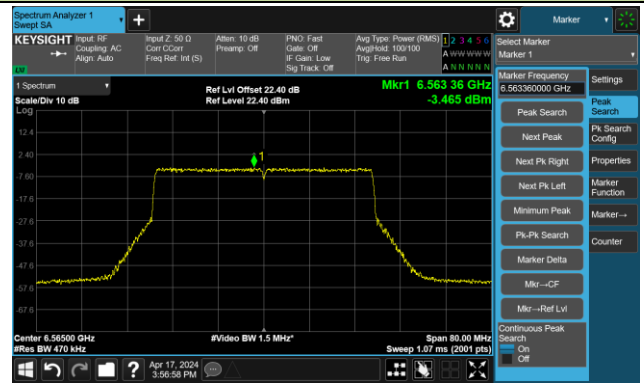 Spectrum Analyzer 1
Swept SA
Marker
KEYSIGHT
Input: RF
Coupling: AC
Align: Auto
Input Z: 50 Ω
Corr CCorr
Freq Ref: Int (S)
Atten: 10 dB
Preamp: Off
PNO: Fast
Gate: Off
IF Gain: Low
Sig Track: Off
Avg Type: Power (RMS)
Avg|Hold: 100/100
Trig: Free Run
1 2 3 4 5 6
A W W W W W
A N N N N N
Select Marker
Marker 1
1 Spectrum
Scale/Div 10 dB
Log
Ref Lvl Offset 22.40 dB
Ref Level 22.40 dBm
Mkr1 6.563 36 GHz
-3.465 dBm
12.4
2.40
-7.60
-17.6
-27.6
-37.6
-47.6
-57.6
-67.6
1
Center 6.56500 GHz
#Res BW 470 kHz
#Video BW 1.5 MHz*
Span 80.00 MHz
Sweep 1.07 ms (2001 pts)
Marker Frequency
6.563360000 GHz
Peak Search
Next Peak
Next Pk Right
Next Pk Left
Minimum Peak
Pk-Pk Search
Marker Delta
Mkr→CF
Mkr→Ref Lvl
Continuous Peak
Search
On
Off
Settings
Peak
Search
Pk Search
Config
Properties
Marker
Function
Marker→
Counter
Apr 17, 2024
3:56:58 PM